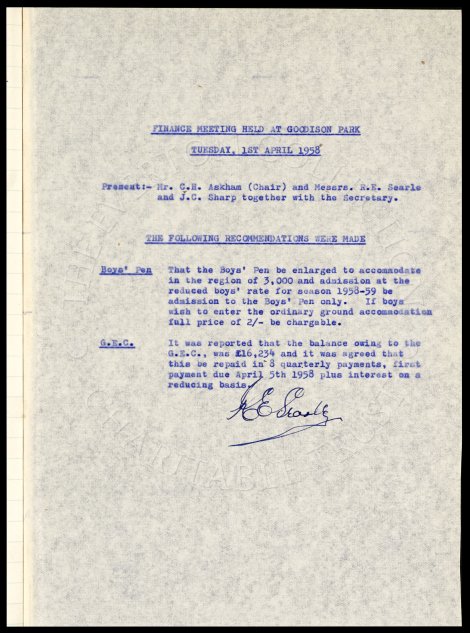 FINANCE MEETING HELD AT GOODISON PARK
TUESDAY, 1ST APRIL 1958
Present:- Mr. C.H. Askham (Chair) and Messrs. R.E. Searle
and J.C. Sharp together with the Secretary.
THE FOLLOWING RECOMMENDATIONS WERE MADE
Boys' Pen That the Boys' Pen be enlarged to accommodate
in the region of 3,000 and admission at the
reduced boys' rate for season 1958-59 be
admission to the Boys' Pen only. If boys
wish to enter the ordinary ground accommodation
full price of 2/- be chargable.
G.E.C. It was reported that the balance owing to the
G.E.C., was £16,234 and it was agreed that
this be repaid in 8 quarterly payments, first
payment due April 5th 1958 plus interest on a
reducing basis.
R E Searle
CHARITABLE